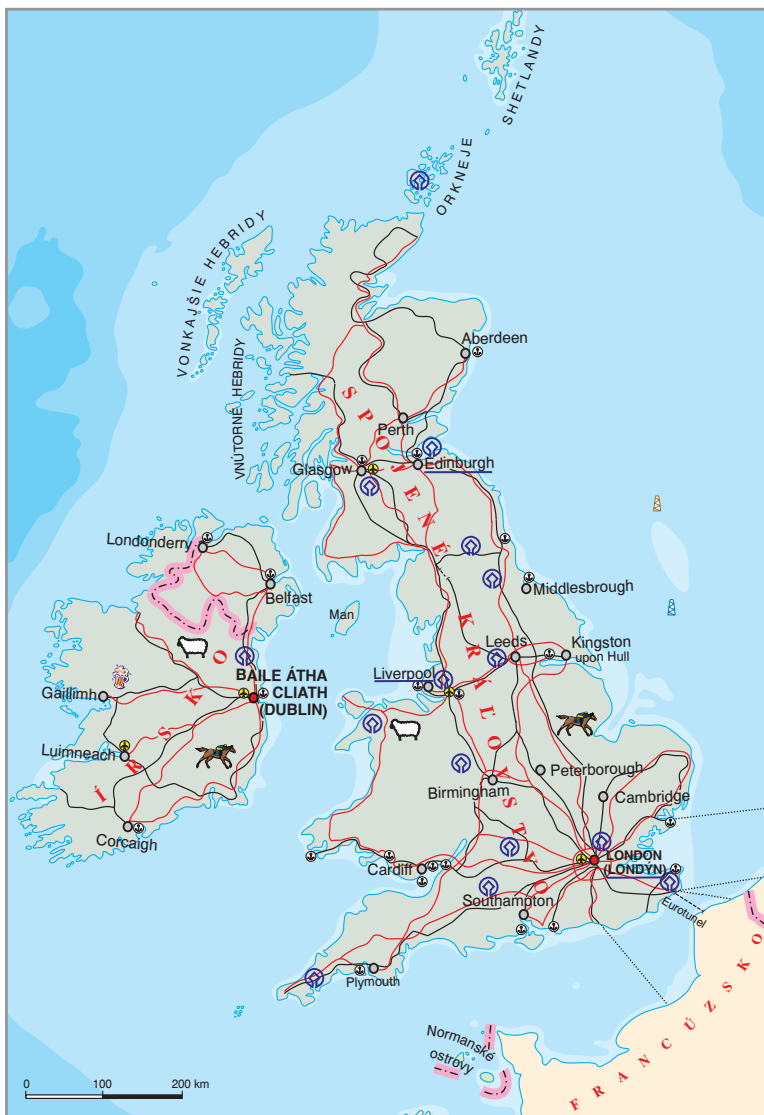 SHETLANDY
ORKNEJE
VONKAJŠIE HEBRIDY
VNÚTORNÉ HEBRIDY
Aberdeen
Perth
Glasgow
Edinburgh
SPOJENÉ KRÁĽOVSTVO
Londonderry
Belfast
Middlesbrough
Man
Leeds
Kingston
upon Hull
Liverpool
BAILE ÁTHA
CLIATH
(DUBLIN)
Gaillimh
ÍRSKO
Luimneach
Corcaigh
Peterborough
Birmingham
Cambridge
Cardiff
LONDON
(LONDÝN)
Southampton
Eurotunel
Plymouth
Normanské
ostrovy
FRANCÚZSKO
0 100 200 km